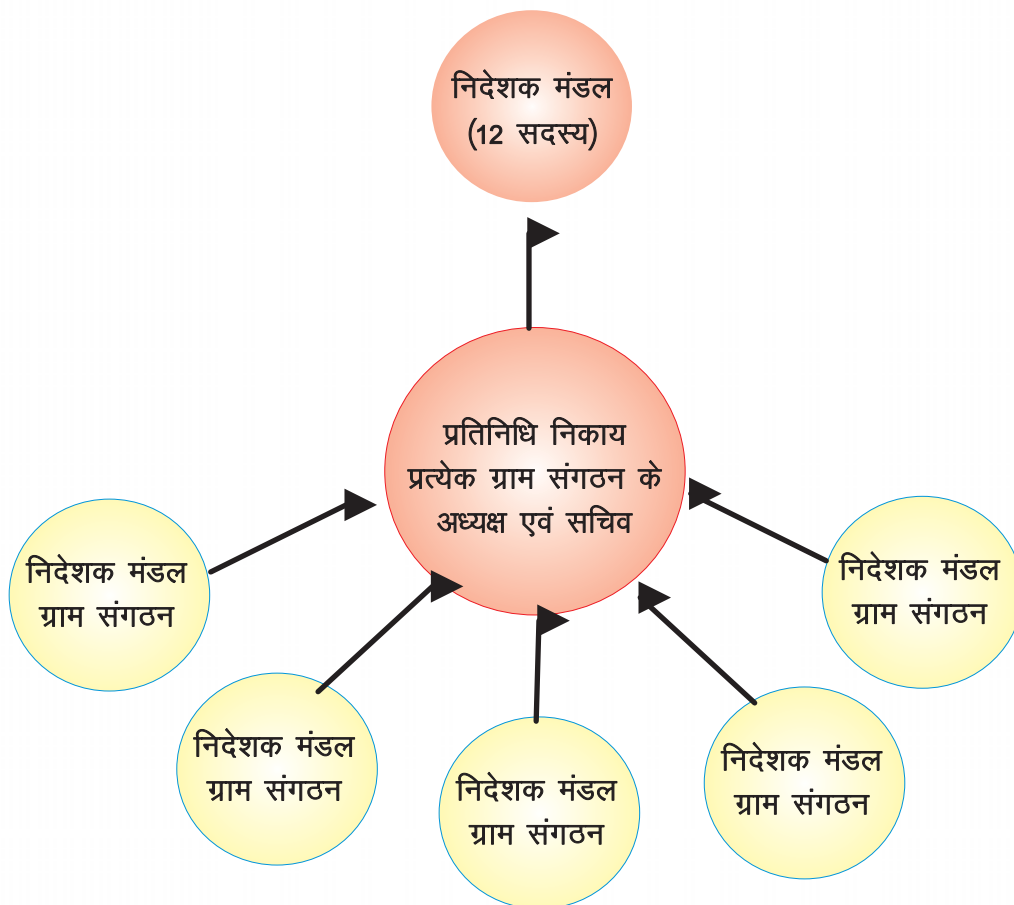 निदेशक मंडल
(12 सदस्य)
प्रतिनिधि निकाय
प्रत्येक ग्राम संगठन के
अध्यक्ष एवं सचिव
निदेशक मंडल
ग्राम संगठन
निदेशक मंडल
ग्राम संगठन
निदेशक मंडल
ग्राम संगठन
निदेशक मंडल
ग्राम संगठन
निदेशक मंडल
ग्राम संगठन